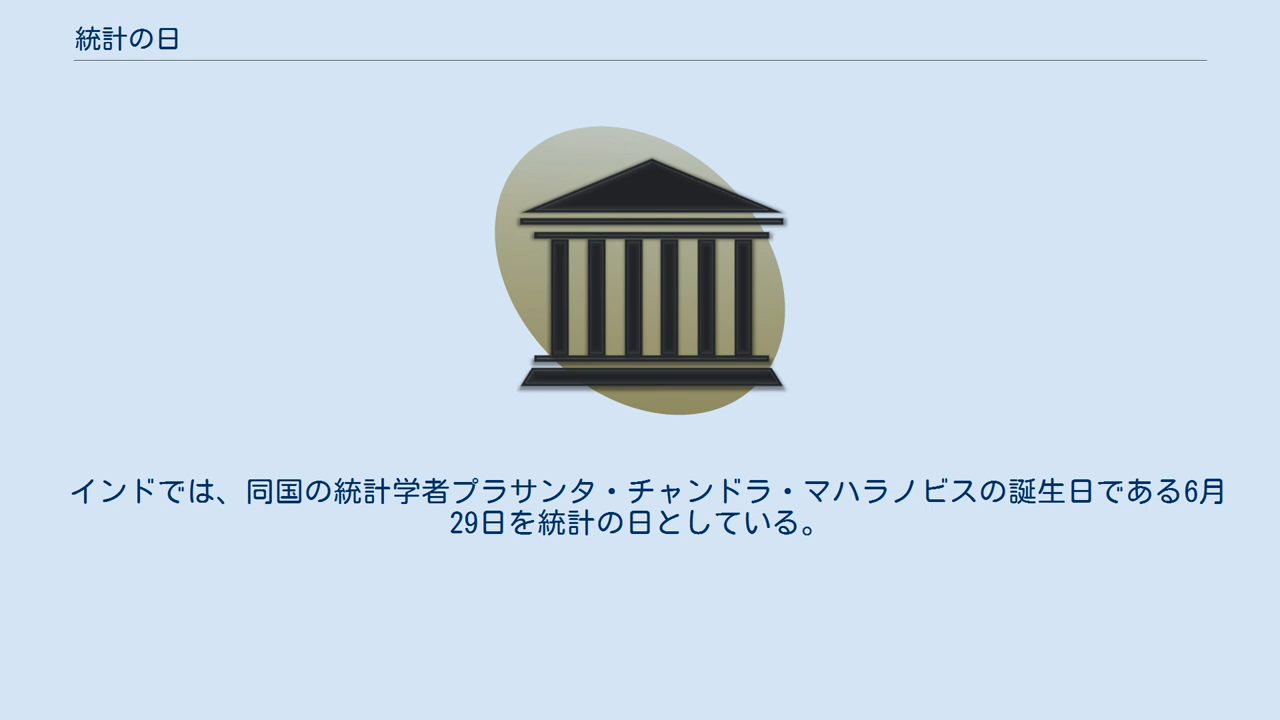 統計の日
インドでは、同国の統計学者プラサンタ・チャンドラ・マハラノビスの誕生日である6月
29日を統計の日としている。